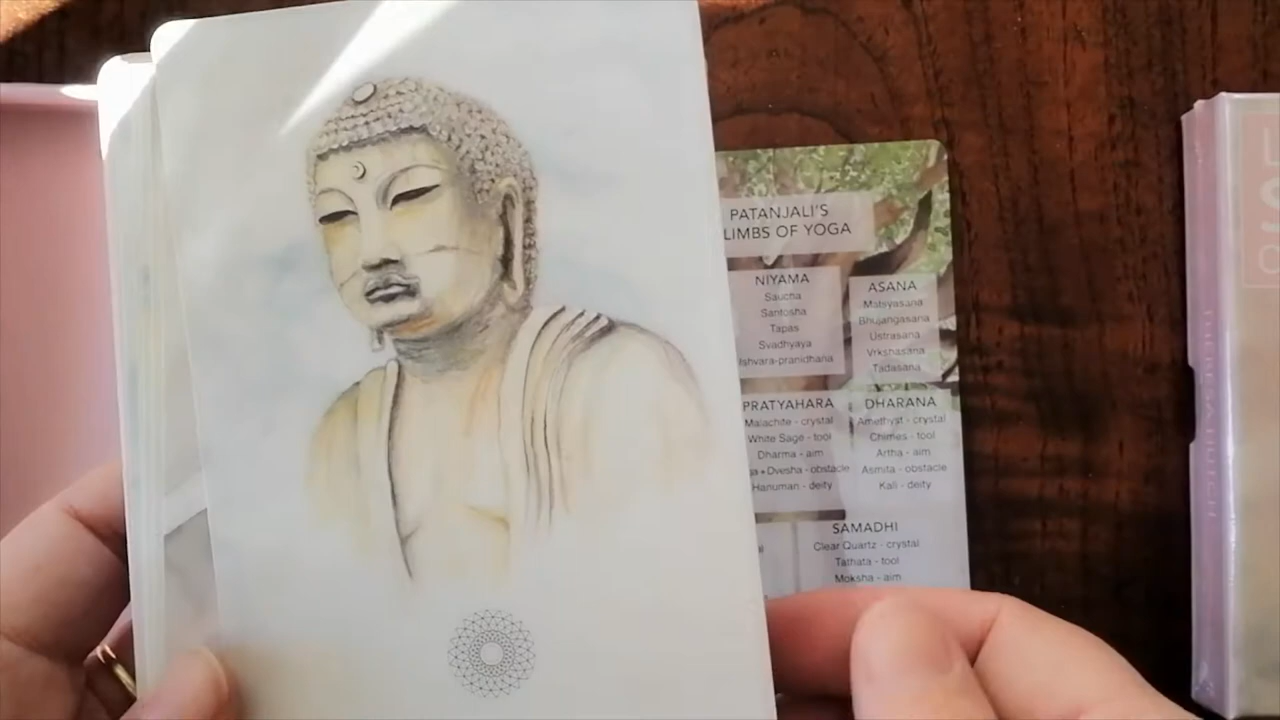 PATANJALI'S
LIMBS OF YOGA
NIYAMA
Saucha
Santosha
Tapas
Svadhyaya
Ishvara-pranidhana
ASANA
Matsyasana
Bhujangasana
Ustrasana
Vrkshasana
Tadasana
PRATYAHARA
Malachite - crystal
White Sage - tool
Dharma - aim
Dvesha - obstacle
Hanuman - deity
DHARANA
Amethyst - crystal
Chimes - tool
Artha - aim
Asmita - obstacle
Kali - deity
SAMADHI
Clear Quartz - crystal
Tathata - tool
Moksha - aim